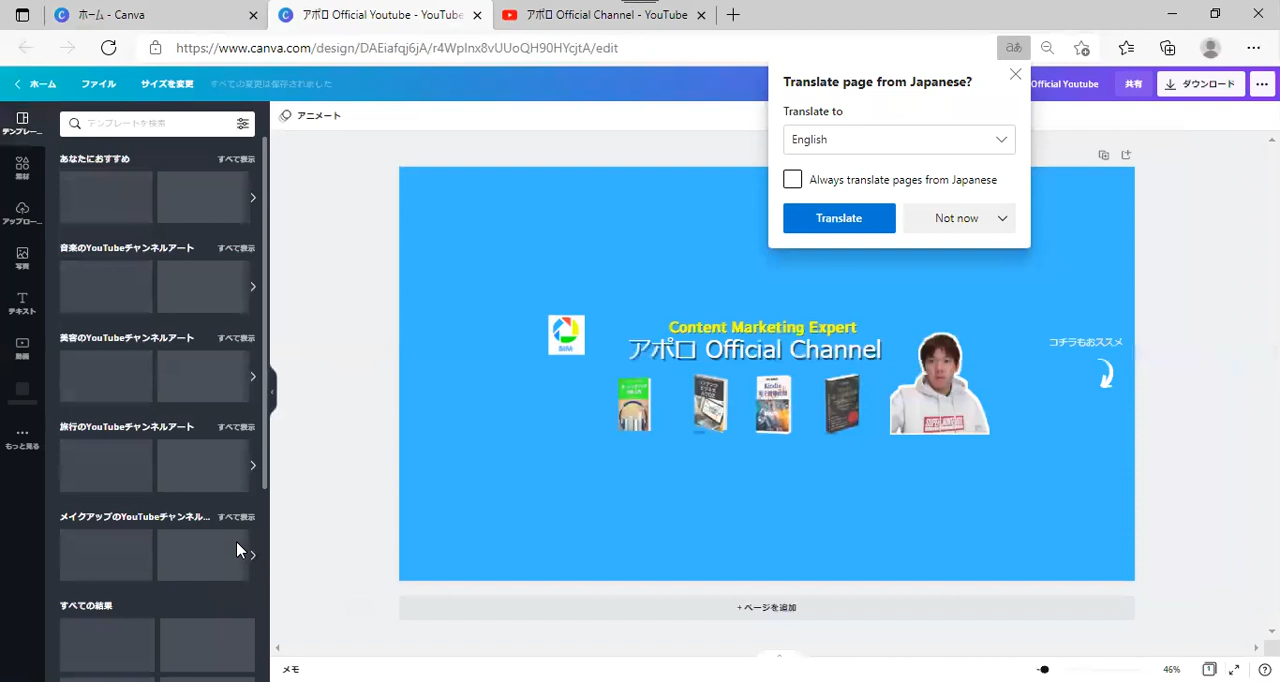 ホーム - Canva
アポロ Official Youtube - YouTube
アポロ Official Channel - YouTube
https://www.canva.com/design/DAEiafqj6jA/r4WpInx8vUUoQH90HYcjtA/edit
aあ
ホーム
ファイル
サイズを変更
すべての変更は保存されました
Official Youtube
共有
ダウンロード
Translate page from Japanese?
Translate to
English
Always translate pages from Japanese
Translate
Not now
テンプレー...
素材
アップロー...
写真
テキスト
動画
もっと見る
テンプレートを検索
あなたにおすすめ
すべて表示
音楽のYouTubeチャンネルアート
すべて表示
美容のYouTubeチャンネルアート
すべて表示
旅行のYouTubeチャンネルアート
すべて表示
メイクアップのYouTubeチャンネル...
すべて表示
すべての結果
アニメート
Content Marketing Expert
アポロ Official Channel
コチラもおススメ
SIM
Kindle
+ ページを追加
メモ
46%
1